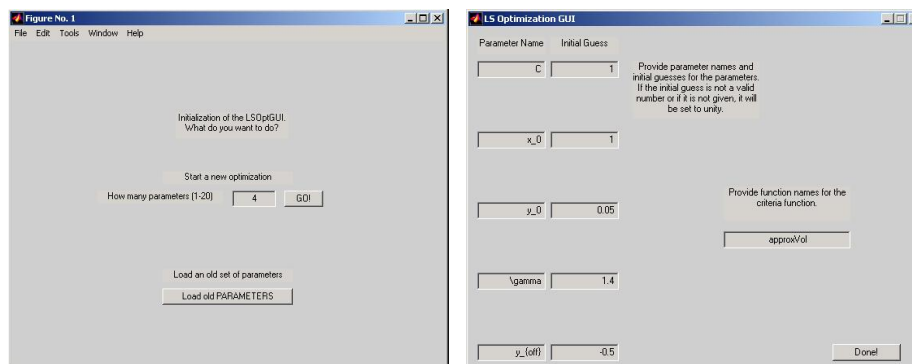 Figure No. 1
File Edit Tools Window Help
Initialization of the LSOptGUI.
What do you want to do?
Start a new optimization
How many parameters (1-20) 4 GO!
Load an old set of parameters
Load old PARAMETERS
LS Optimization GUI
Parameter Name Initial Guess
C 1
Provide parameter names and
initial guesses for the parameters.
If the initial guess is not a valid
number or if it is not given, it will
be set to unity.
x_0 1
Provide function names for the
criteria function.
y_0 0.05
approxVol
\gamma 1.4
y_{off} -0.5
Done!